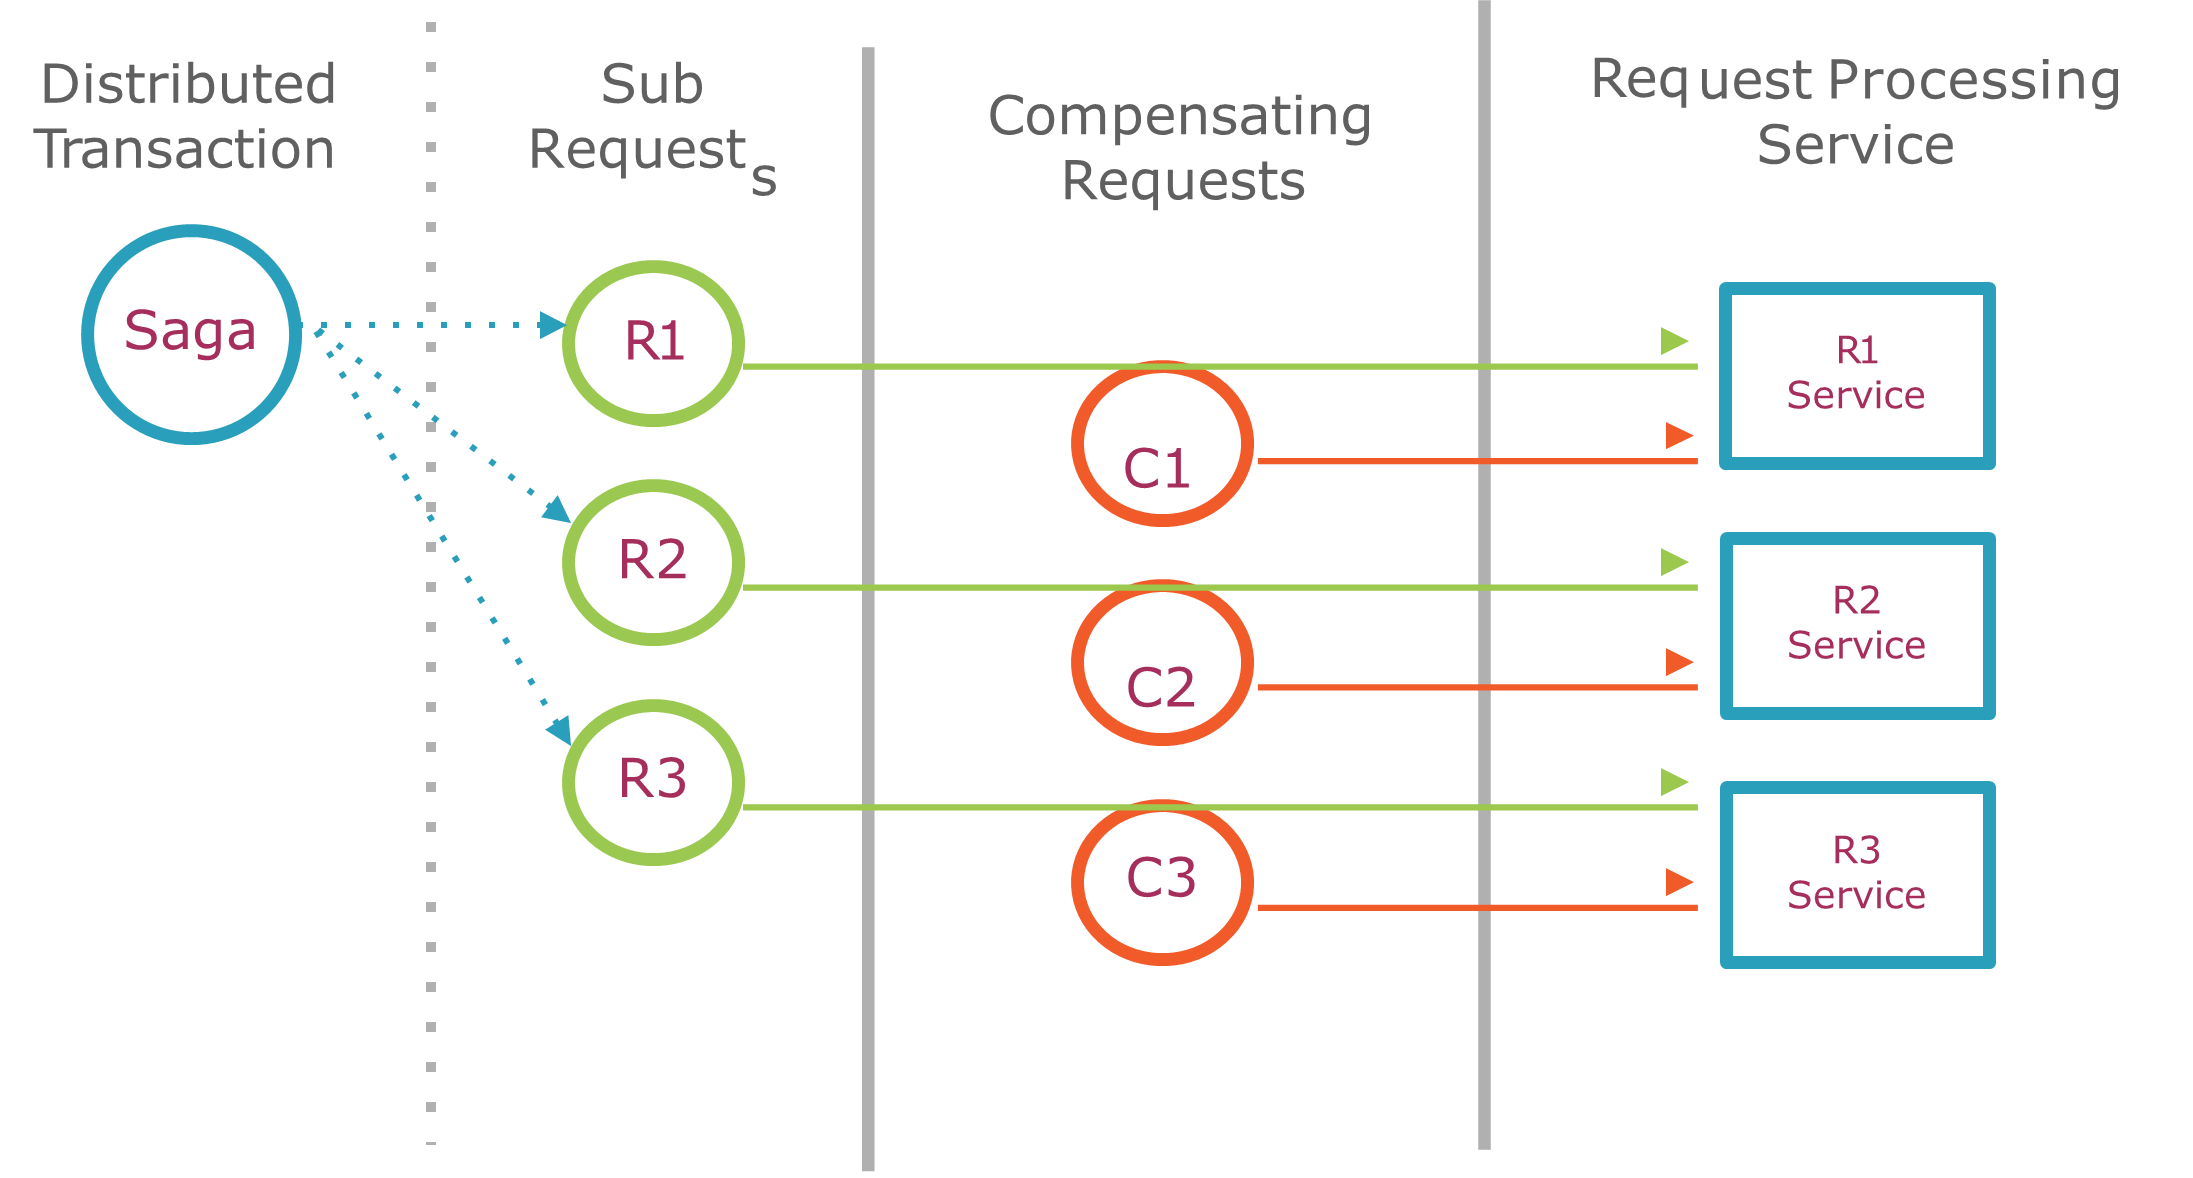 Distributed
Transaction
Sub
Requests
Compensating
Requests
Request Processing
Service
Saga
R1
R2
R3
C1
C2
C3
R1
Service
R2
Service
R3
Service